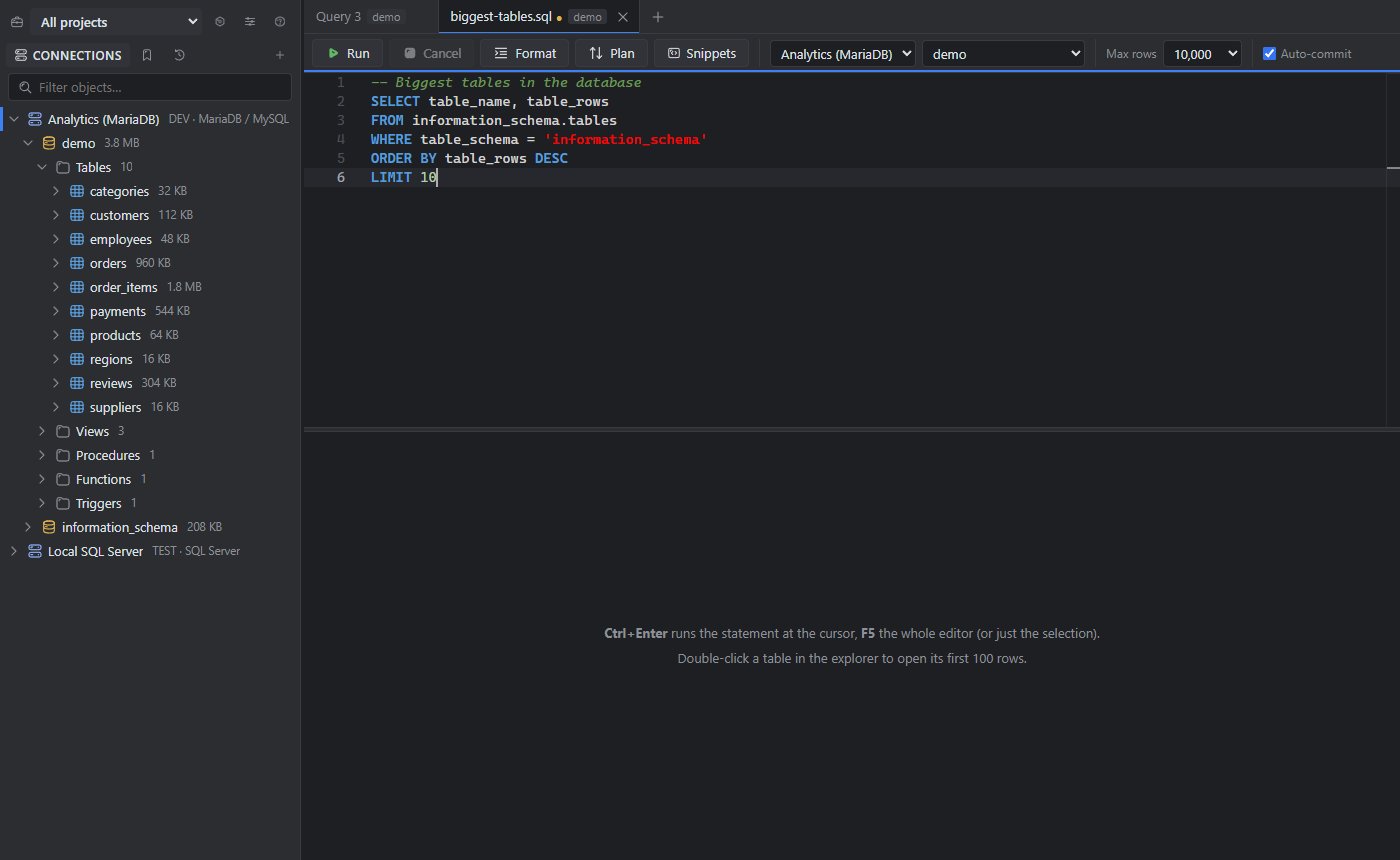 All projects
CONNECTIONS
Filter objects...
Analytics (MariaDB) DEV · MariaDB / MySQL
demo 3.8 MB
Tables 10
categories 32 KB
customers 112 KB
employees 48 KB
orders 960 KB
order_items 1.8 MB
payments 544 KB
products 64 KB
regions 16 KB
reviews 304 KB
suppliers 16 KB
Views 3
Procedures 1
Functions 1
Triggers 1
information_schema 208 KB
Local SQL Server TEST · SQL Server
Query 3 demo biggest-tables.sql demo
Run Cancel Format Plan Snippets Analytics (MariaDB) demo Max rows 10,000 Auto-commit
1 -- Biggest tables in the database
2 SELECT table_name, table_rows
3 FROM information_schema.tables
4 WHERE table_schema = 'information_schema'
5 ORDER BY table_rows DESC
6 LIMIT 10
Ctrl+Enter runs the statement at the cursor, F5 the whole editor (or just the selection).
Double-click a table in the explorer to open its first 100 rows.